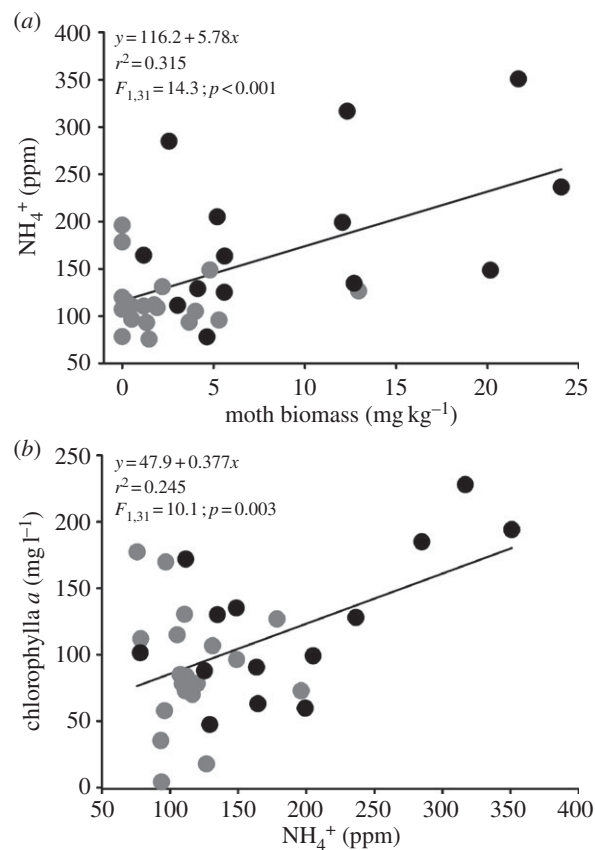 (a)
400
350
300
250
200
150
100
50
NH₄⁺ (ppm)
y=116.2+5.78x
r²=0.315
F₁,₃₁=14.3; p<0.001
0 5 10 15 20 25
moth biomass (mg kg⁻¹)
(b)
250
200
150
100
50
0
chlorophylla a (mg l⁻¹)
y=47.9+0.377x
r²=0.245
F₁,₃₁=10.1; p=0.003
50 100 150 200 250 300 350 400
NH₄⁺ (ppm)